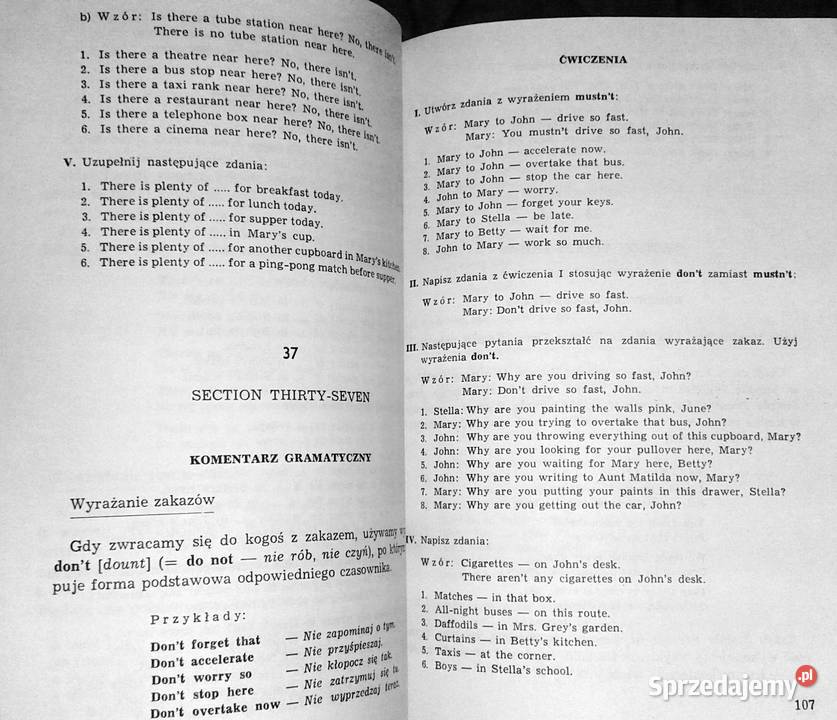 b) Wzór: Is there a tube station near here? No, there isn't.
There is no tube station near here.
1. Is there a theatre near here? No, there isn't.
2. Is there a bus stop near here? No, there isn't.
3. Is there a taxi rank near here? No, there isn't.
4. Is there a restaurant near here? No, there isn't.
5. Is there a telephone box near here? No, there isn't.
6. Is there a cinema near here? No, there isn't.
V. Uzupełnij następujące zdania:
1. There is plenty of ..... for breakfast today.
2. There is plenty of ..... for lunch today.
3. There is plenty of ..... for supper today.
4. There is plenty of ..... in Mary's cup.
5. There is plenty of ..... for another cupboard in Mary's kitchen.
6. There is plenty of ..... for a ping-pong match before supper.
37
SECTION THIRTY-SEVEN
KOMENTARZ GRAMATYCZNY
Wyrażanie zakazów
Gdy zwracamy się do kogoś z zakazem, używamy
don't [dount] (= do not — nie rób, nie czyń), po
puje forma podstawowa odpowiedniego czasownika.
Przykłady:
Don't forget that — Nie zapominaj o tym.
Don't accelerate — Nie przyśpieszaj.
Don't worry so — Nie kłopocz się tak.
Don't stop here — Nie zatrzymuj się tu.
Don't overtake now — Nie wyprzedzaj teraz.
ĆWICZENIA
I. Utwórz zdania z wyrażeniem mustn't:
Wzór: Mary to John — drive so fast.
Mary: You mustn't drive so fast, John.
1. Mary to John — accelerate now.
2. Mary to John — overtake that bus.
3. Mary to John — stop the car here.
4. John to Mary — worry.
5. Mary to John — forget your keys.
6. Mary to Stella — be late.
7. Mary to Betty — wait for me.
8. John to Mary — work so much.
II. Napisz zdania z ćwiczenia I stosując wyrażenie don't zamiast mustn't:
Wzór: Mary to John — drive so fast.
Mary: Don't drive so fast, John.
III. Następujące pytania przekształć na zdania wyrażające zakaz. Użyj
wyrażenia don't.
Wzór: Mary: Why are you driving so fast, John?
Mary: Don't drive so fast, John.
1. Stella: Why are you painting the walls pink, June?
2. Mary: Why are you trying to overtake that bus, John?
3. John: Why are you throwing everything out of this cupboard, Mary?
4. John: Why are you looking for your pullover here, Mary?
5. John: Why are you waiting for Mary here, Betty?
6. John: Why are you writing to Aunt Matilda now, Mary?
7. Mary: Why are you putting your paints in this drawer, Stella?
8. Mary: Why are you getting out of the car, John?
IV. Napisz zdania:
Wzór: Cigarettes — on John's desk.
There aren't any cigarettes on John's desk.
1. Matches — in that box.
2. All-night buses — on this route.
3. Daffodils — in Mrs. Grey's garden.
4. Curtains — in Betty's kitchen.
5. Taxis — at the corner.
6. Boys — in Stella's school.
Sprzedajemy.pl
107